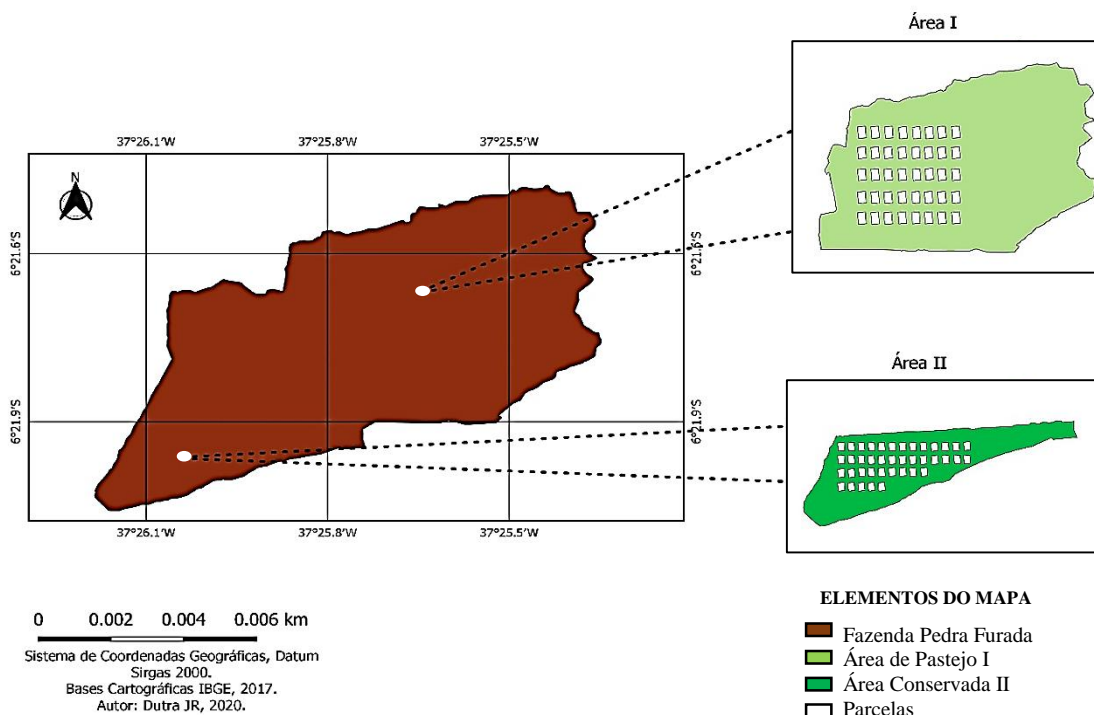 Área I
37°26.1'W 37°25.8'W 37°25.5'W
N
6°21.6'S 6°21.6'S
Área II
6°21.9'S 6°21.9'S
37°26.1'W 37°25.8'W 37°25.5'W
ELEMENTOS DO MAPA
Fazenda Pedra Furada
Área de Pastejo I
Área Conservada II
Parcelas
0 0.002 0.004 0.006 km
Sistema de Coordenadas Geográficas, Datum
Sirgas 2000.
Bases Cartográficas IBGE, 2017.
Autor: Dutra JR, 2020.